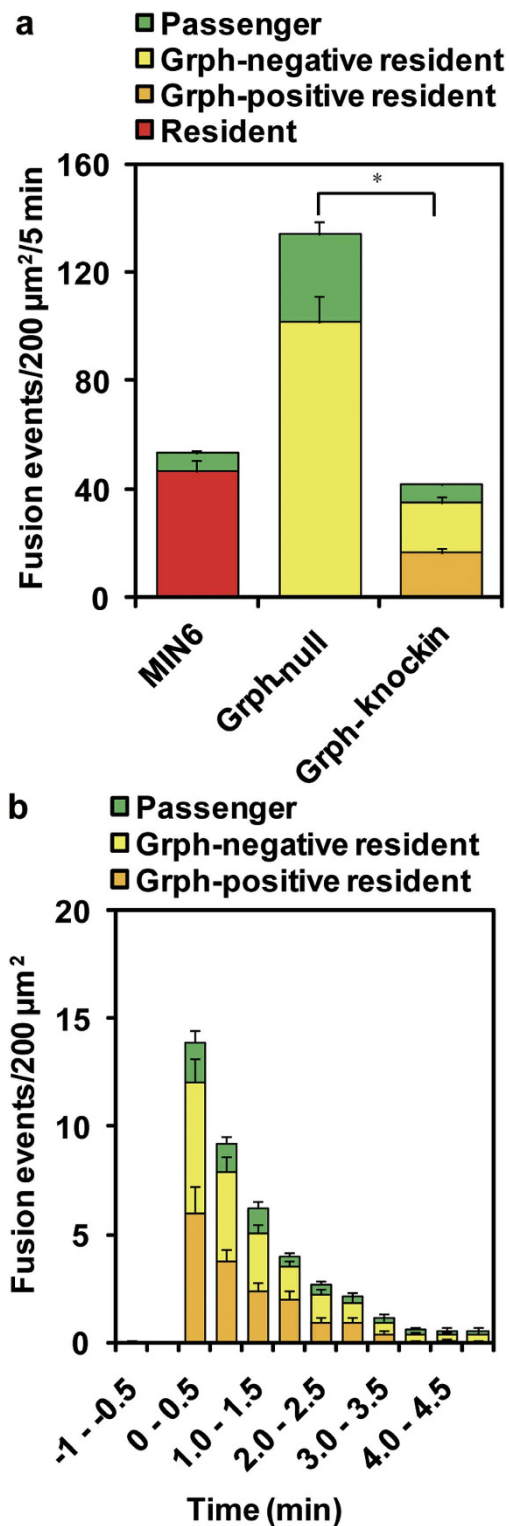 a
Passenger
Grph-negative resident
Grph-positive resident
Resident
Fusion events/200 µm²/5 min
160
120
80
40
0
*
MIN6
Grph-null
Grph- knockin
b
Passenger
Grph-negative resident
Grph-positive resident
Fusion events/200 µm²
20
15
10
5
0
-1 - -0.5
0 - 0.5
1.0 - 1.5
2.0 - 2.5
3.0 - 3.5
4.0 - 4.5
Time (min)